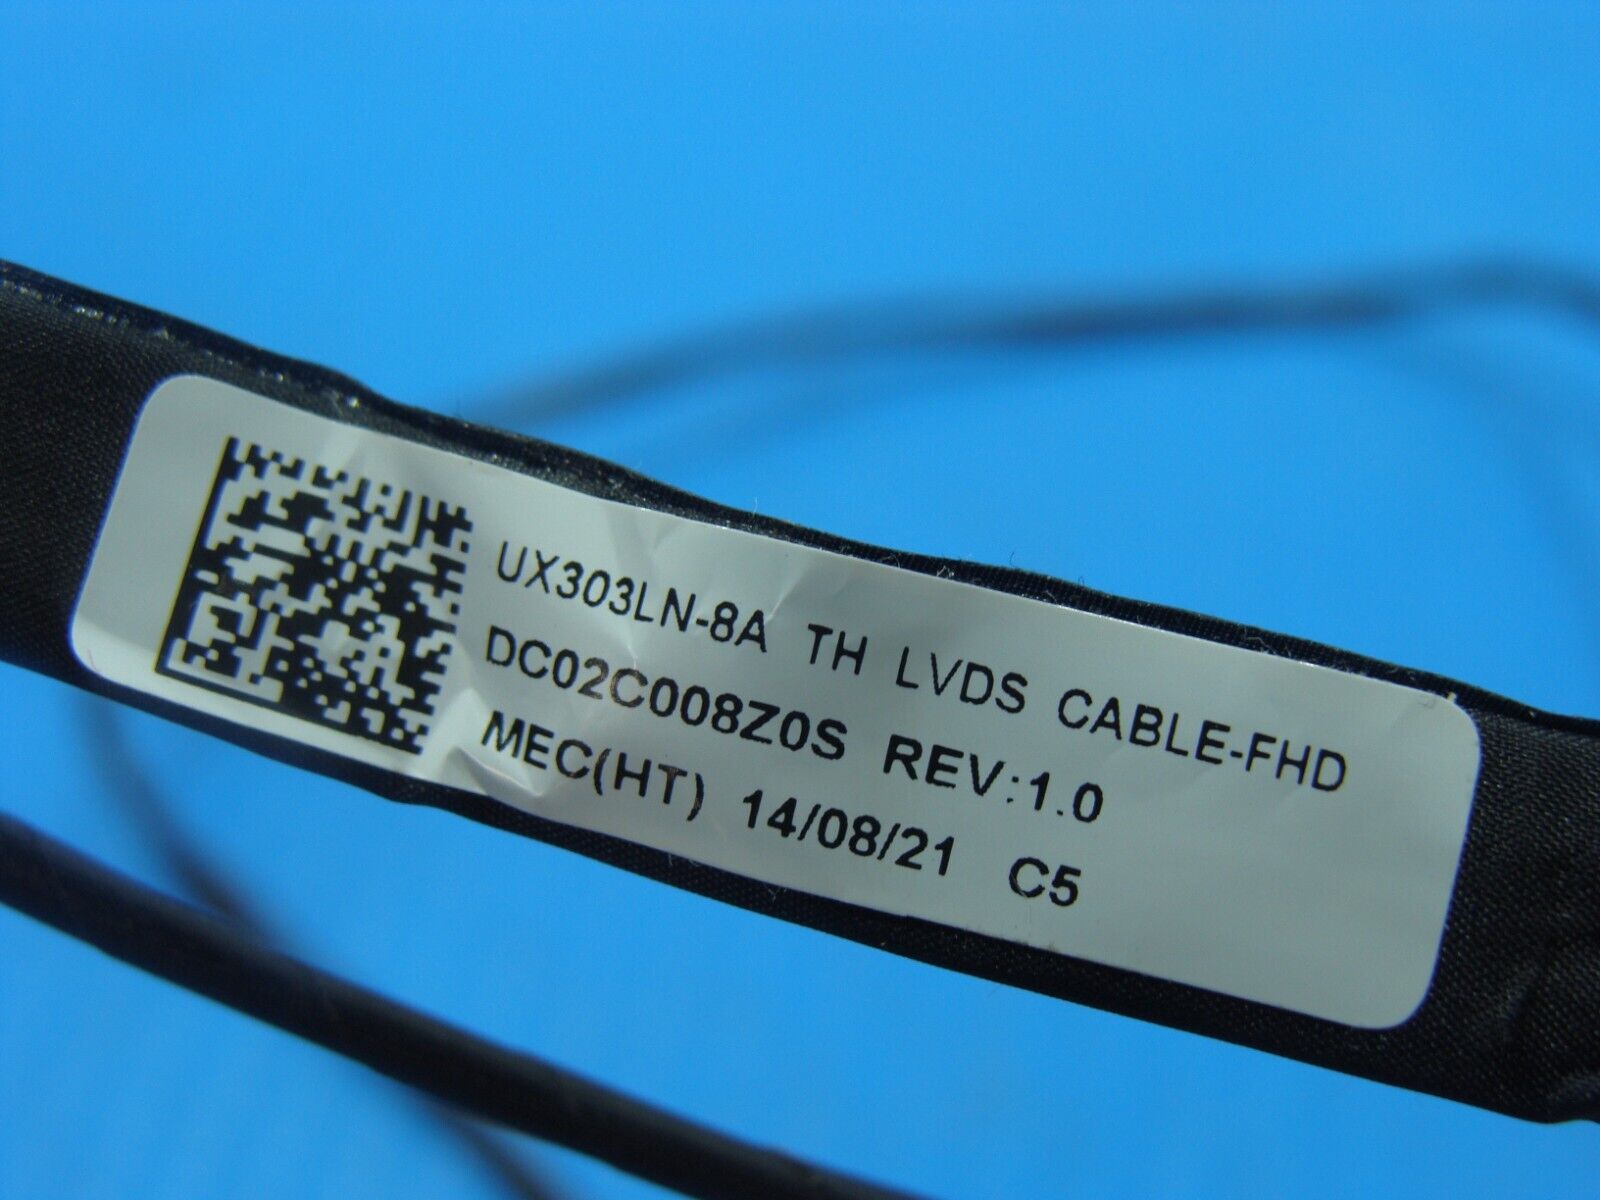 UX303LN-8A TH LVDS CABLE-FHD
DC02C008Z0S REV:1.0
MEC(HT) 14/08/21 C5